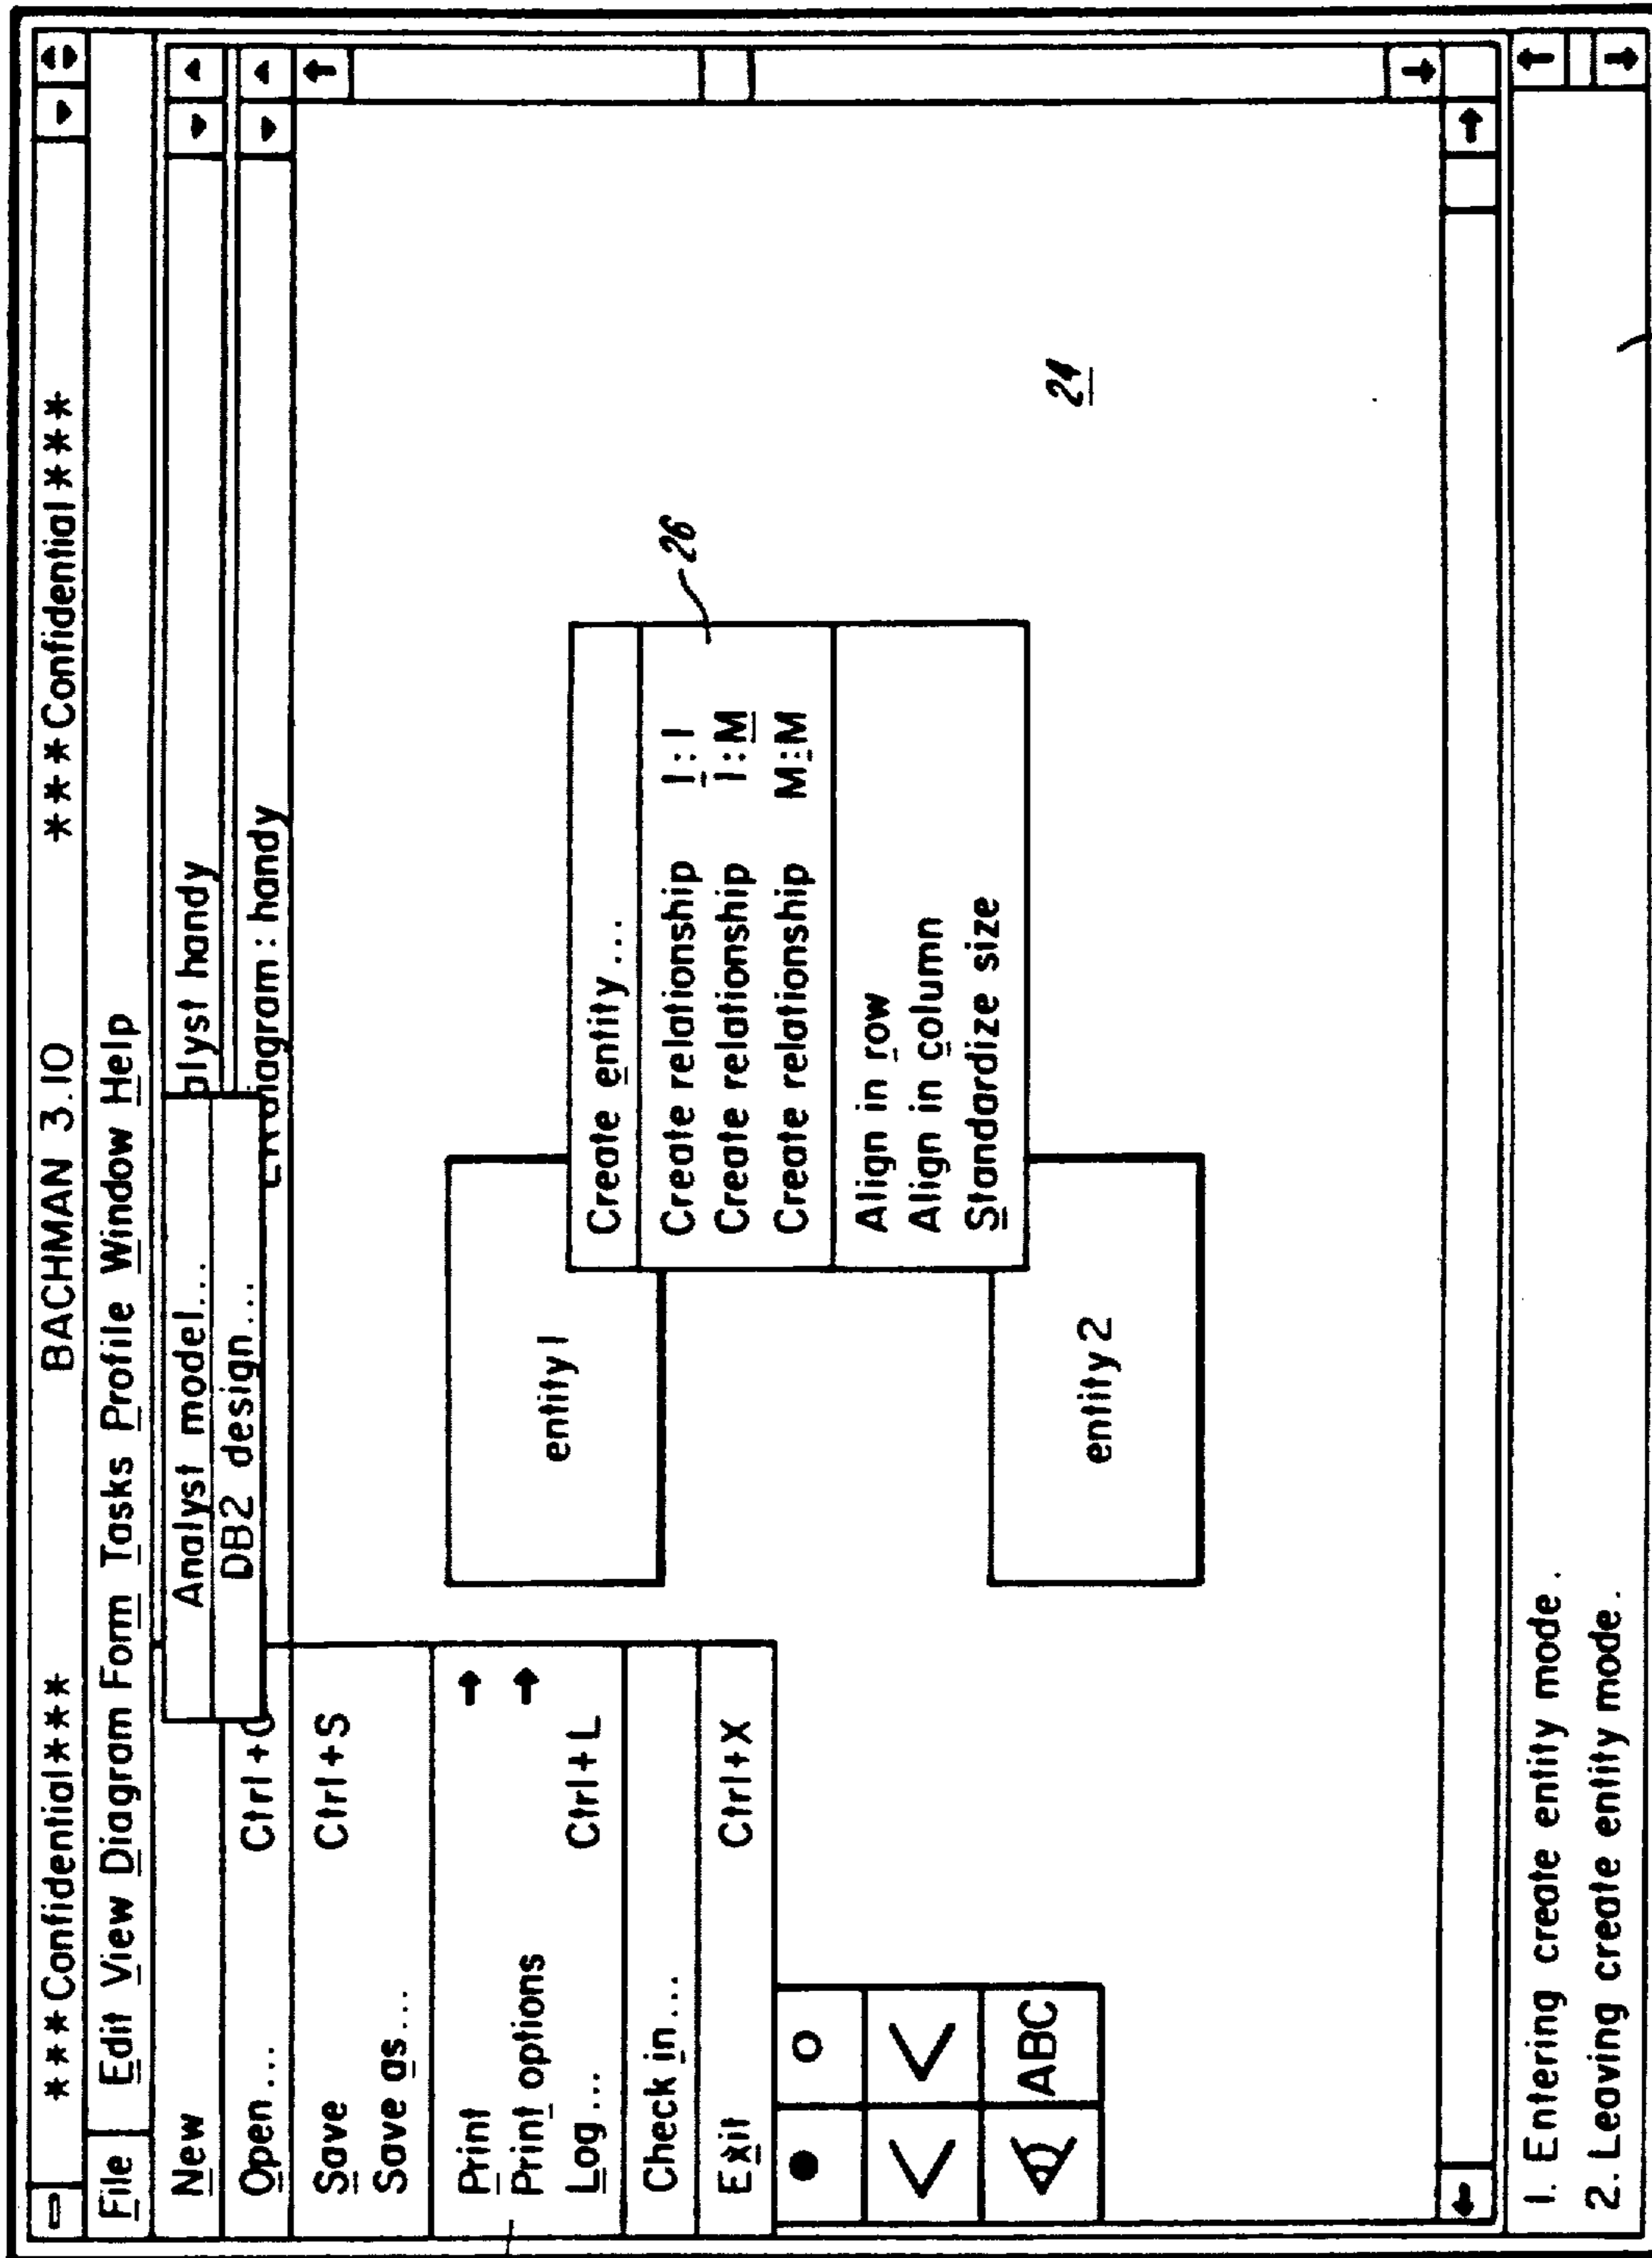 ***Confidential*** BACHMAN 3.10 ***Confidential***
File Edit View Diagram Form Tasks Profile Window Help
New Analyst model... alyst handy
Open... Ctrl+O DB2 design... iagram : handy
Save Ctrl+S
Save as...
Print
Print options
Log... Ctrl+L
Check in...
Exit Ctrl+X
ABC
entity1
Create entity...
Create relationship 1:1
Create relationship 1:M
Create relationship M:M
26
Align in row
Align in column
Standardize size
entity2
24
1. Entering create entity mode.
2. Leaving create entity mode.